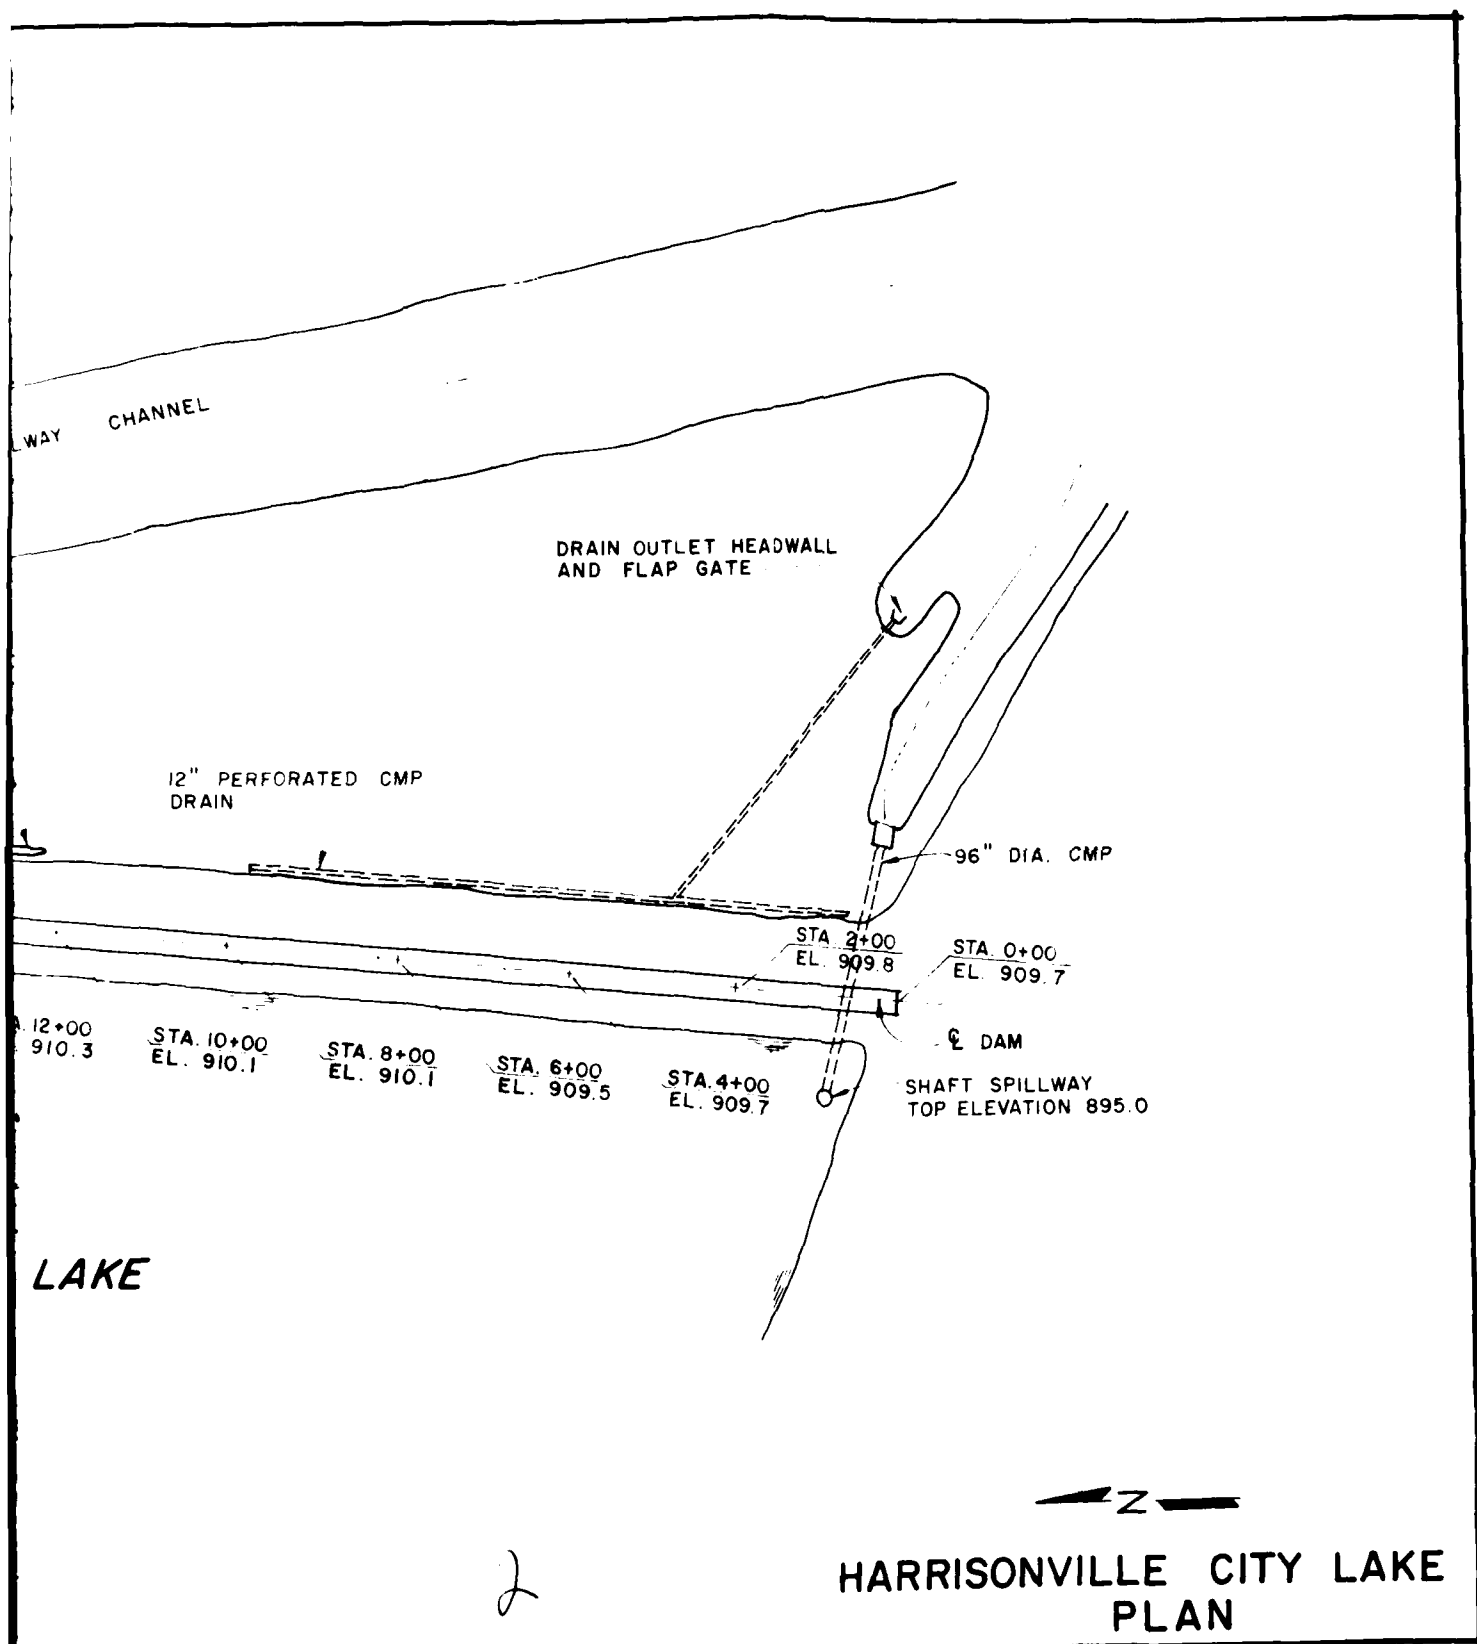 LWAY CHANNEL
DRAIN OUTLET HEADWALL
AND FLAP GATE
12" PERFORATED CMP
DRAIN
96" DIA. CMP
STA. 2+00
EL. 909.8
STA. 0+00
EL. 909.7
A. 12+00
910.3
STA. 10+00
EL. 910.1
STA. 8+00
EL. 910.1
STA. 6+00
EL. 909.5
STA. 4+00
EL. 909.7
℄ DAM
SHAFT SPILLWAY
TOP ELEVATION 895.0
LAKE
N
2
HARRISONVILLE CITY LAKE
PLAN